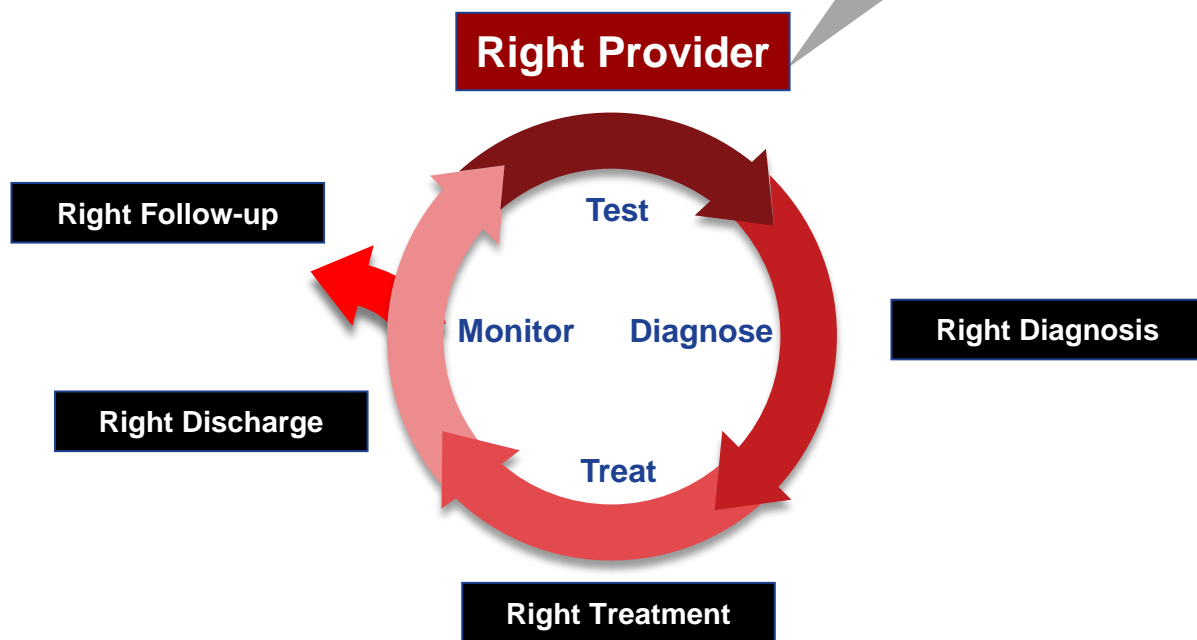 Right Provider
Test
Right Follow-up
Monitor
Diagnose
Right Diagnosis
Right Discharge
Treat
Right Treatment